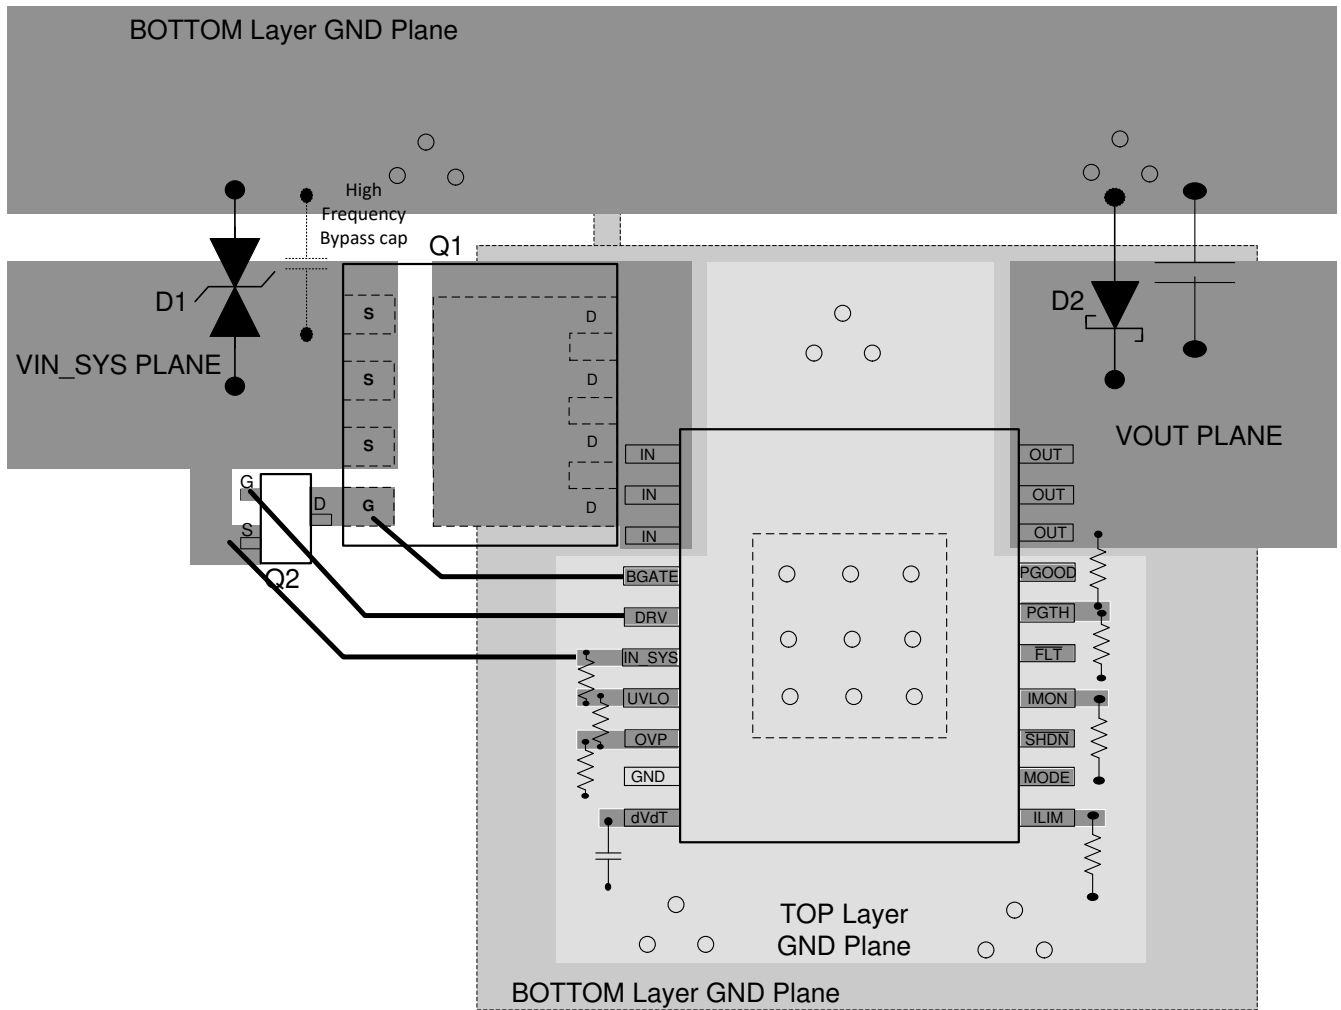 BOTTOM Layer GND Plane
High
Frequency
Bypass cap
Q1
D1
D2
S
D
VIN_SYS PLANE
S
D
VOUT PLANE
S
D
IN
OUT
G
IN
OUT
D
G
D
S
IN
OUT
Q2
BGATE
PGOOD
DRV
PGTH
IN_SYS
FLT
UVLO
IMON
OVP
SHDN
GND
MODE
dVdT
ILIM
TOP Layer
GND Plane
BOTTOM Layer GND Plane